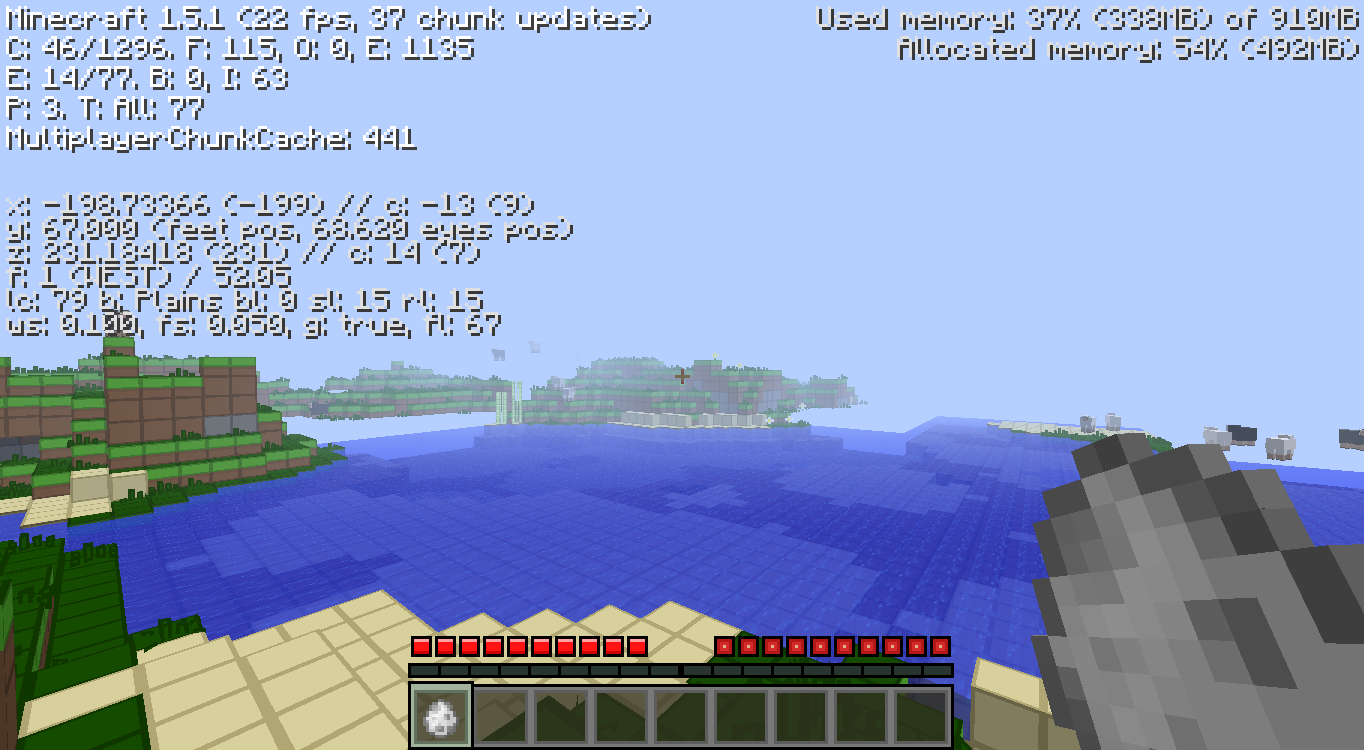 Minecraft 1.5.1 (22 fps, 37 chunk updates)
C: 46/1296. F: 115, O: 0, E: 1135
E: 14/77. B: 0, I: 63
P: 3. T: All: 77
MultiplayerChunkCache: 441
Used memory: 37% (338MB) of 910MB
Allocated memory: 54% (492MB)
x: -198.73366 (-199) // c: -13 (9)
y: 67.000 (feet pos, 68.620 eyes pos)
z: 231.18418 (231) // c: 14 (7)
f: 1 (WEST) / 52.05
lc: 79 b: Plains bl: 0 sl: 15 rl: 15
ws: 0.100, fs: 0.050, g: true, fl: 67